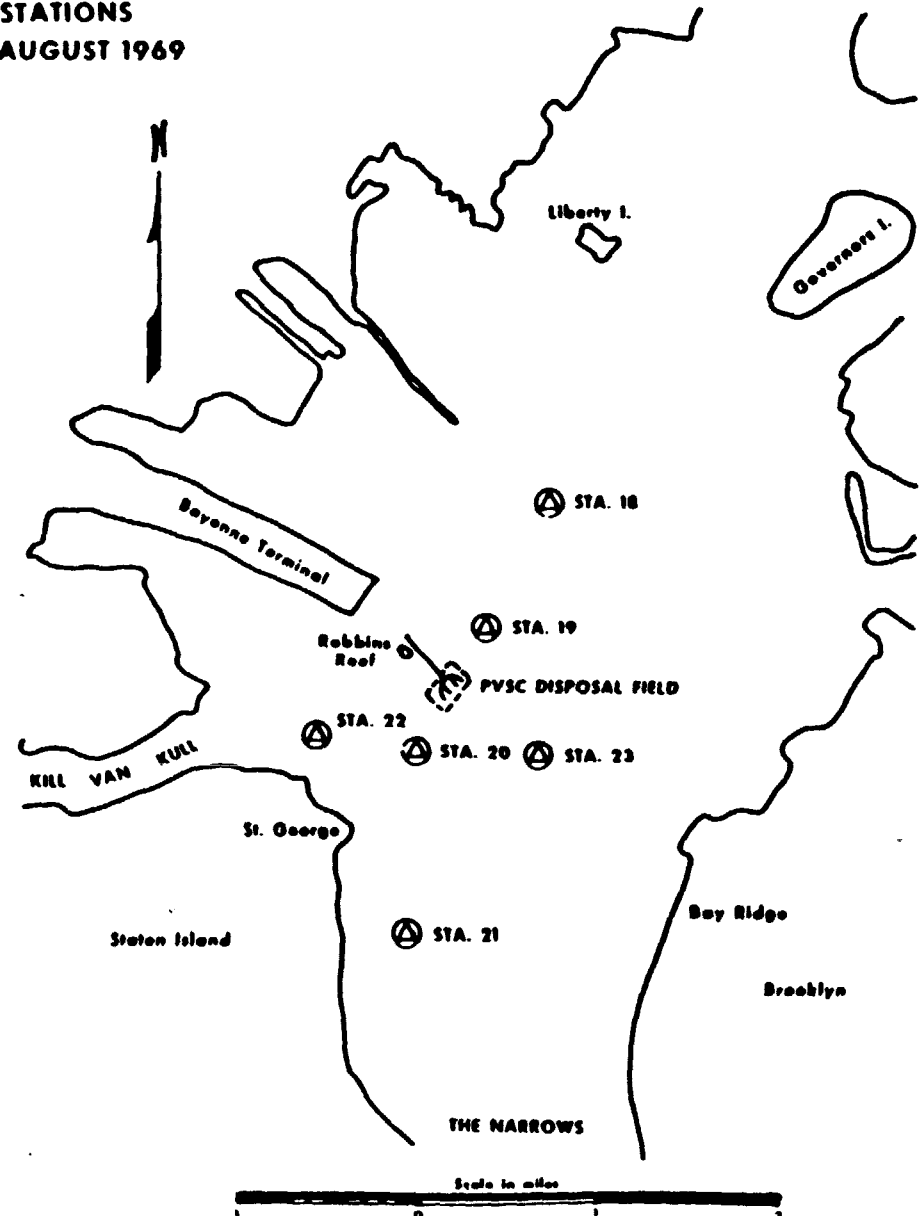 STATIONS
AUGUST 1969
N
Liberty I.
Governors I.
STA. 18
Bayonne Terminal
STA. 19
Robbins
Reef
PVSC DISPOSAL FIELD
STA. 22
STA. 20
STA. 23
KILL VAN KULL
St. George
Bay Ridge
STA. 21
Staten Island
Brooklyn
THE NARROWS
Scale in miles
1 0 1 2